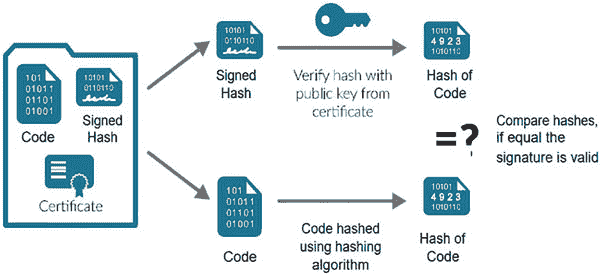 101
01011
01101
01001
Code
10101
0110110
Signed
Hash
Certificate
10101
0110110
Signed
Hash
Verify hash with
public key from
certificate
10101
4923
1010110
Hash of
Code
=?
Compare hashes,
if equal the
signature is valid
101
01011
01101
01001
Code
Code hashed
using hashing
algorithm
10101
4923
1010110
Hash of
Code